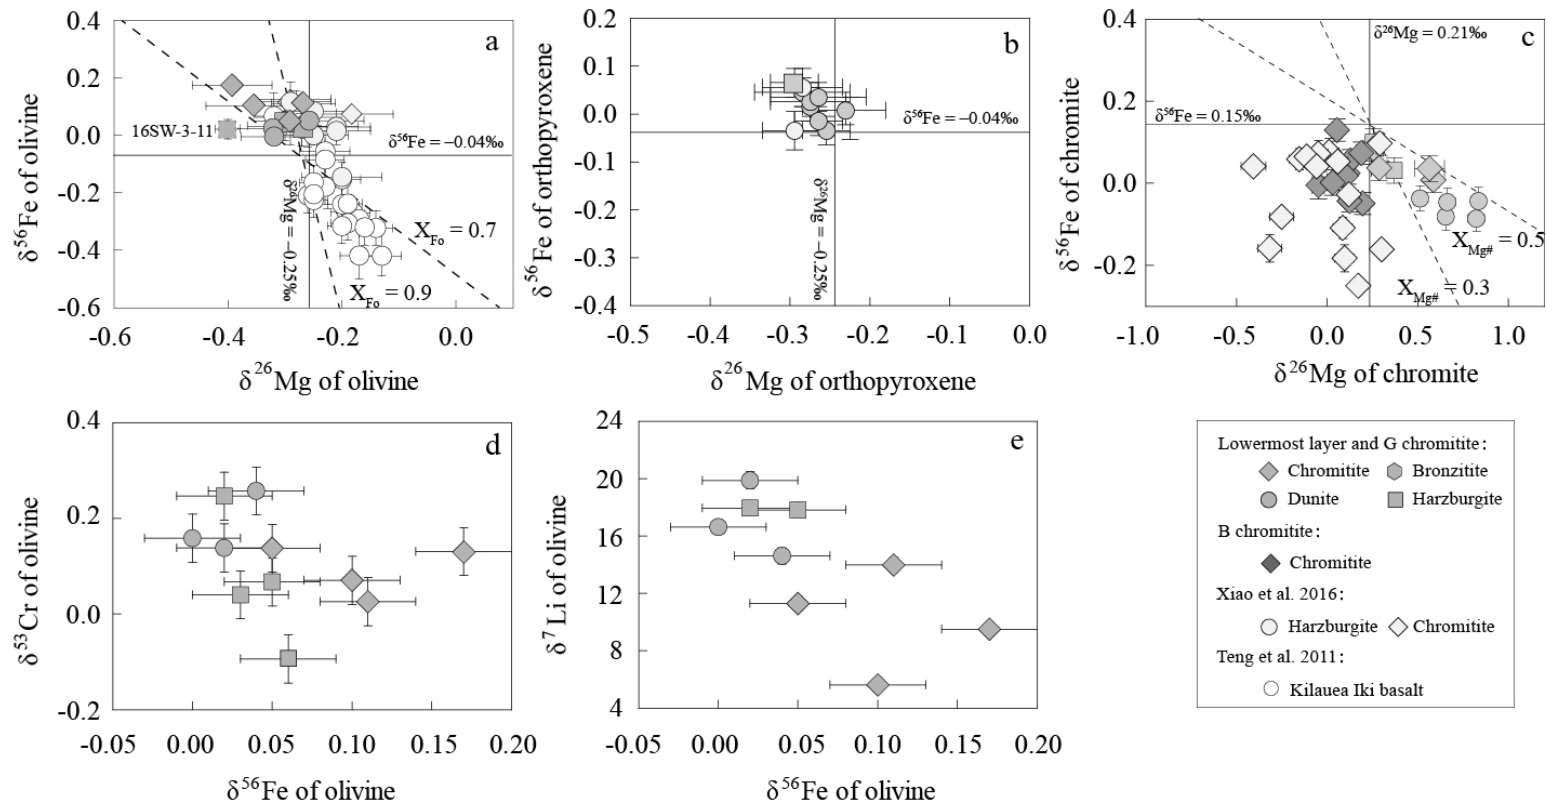 0.4
0.2
0.0
-0.2
-0.4
-0.6
-0.6
-0.4
-0.2
0.0
δ⁵⁶Fe of olivine
δ²⁶Mg of olivine
a
16SW-3-11
δ⁵⁶Fe = −0.04‰
δ²⁶Mg = −0.25‰
X_Fo = 0.7
X_Fo = 0.9
0.2
0.1
0.0
-0.1
-0.2
-0.3
-0.4
-0.5
-0.4
-0.3
-0.2
-0.1
0.0
δ⁵⁶Fe of orthopyroxene
δ²⁶Mg of orthopyroxene
b
δ⁵⁶Fe = −0.04‰
δ²⁶Mg = −0.25‰
0.4
0.2
0.0
-0.2
-1.0
-0.5
0.0
0.5
1.0
δ⁵⁶Fe of chromite
δ²⁶Mg of chromite
c
δ²⁶Mg = 0.21‰
δ⁵⁶Fe = 0.15‰
X_Mg# = 0.5
X_Mg# = 0.3
0.4
0.2
0.0
-0.2
-0.05
0.00
0.05
0.10
0.15
0.20
δ⁵³Cr of olivine
δ⁵⁶Fe of olivine
d
24
20
16
12
8
4
-0.05
0.00
0.05
0.10
0.15
0.20
δ⁷Li of olivine
δ⁵⁶Fe of olivine
e
Lowermost layer and G chromitite:
Chromitite Bronzitite
Dunite Harzburgite
B chromitite:
Chromitite
Xiao et al. 2016:
Harzburgite Chromitite
Teng et al. 2011:
Kilauea Iki basalt